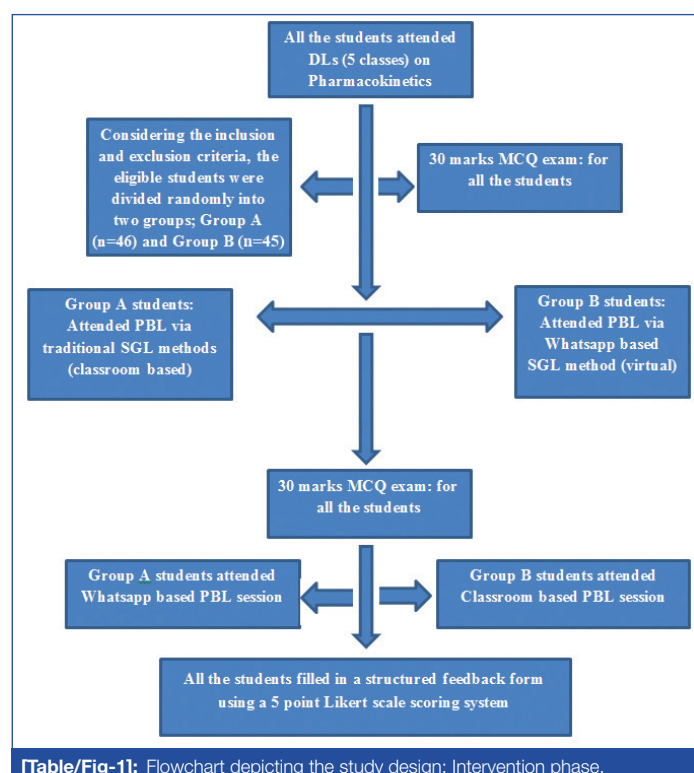 All the students attended
DLs (5 classes) on
Pharmacokinetics
Considering the inclusion
and exclusion criteria, the
eligible students were
divided randomly into
two groups; Group A
(n=46) and Group B (n=45)
30 marks MCQ exam: for
all the students
Group A students:
Attended PBL via
traditional SGL methods
(classroom based)
Group B students:
Attended PBL via
Whatsapp based
SGL method (virtual)
30 marks MCQ exam: for
all the students
Group A students attended
Whatsapp based PBL session
Group B students attended
Classroom based PBL session
All the students filled in a structured feedback form
using a 5 point Likert scale scoring system
[Table/Fig-1]: Flowchart depicting the study design: Intervention phase.